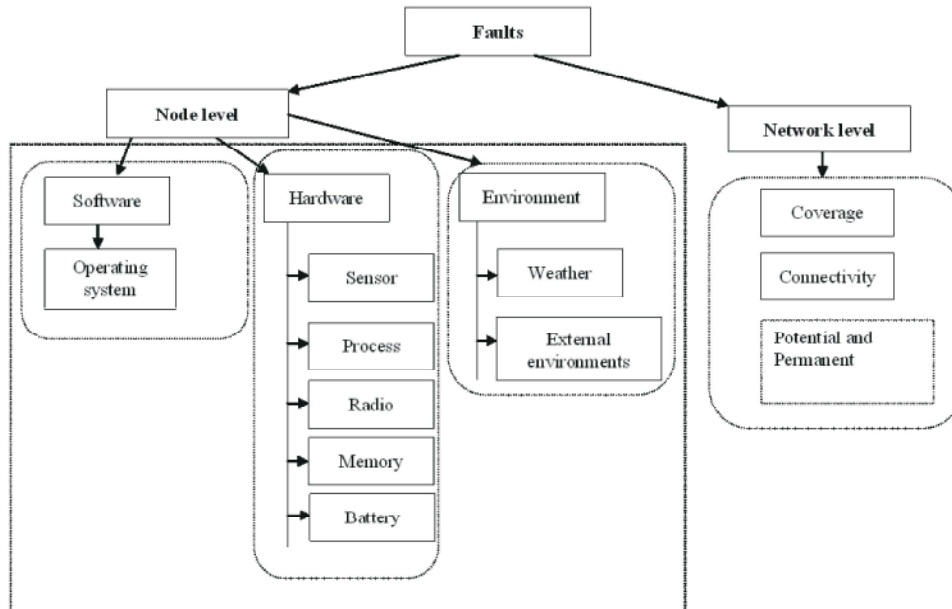 Faults
Node level
Network level
Software
Operating
system
Hardware
Sensor
Process
Radio
Memory
Battery
Environment
Weather
External
environments
Coverage
Connectivity
Potential and
Permanent